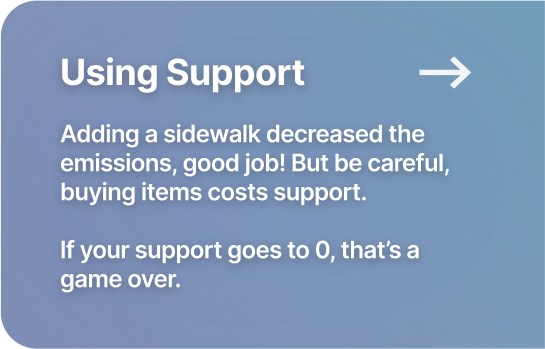 Using Support →
Adding a sidewalk decreased the
emissions, good job! But be careful,
buying items costs support.
If your support goes to 0, that’s a
game over.